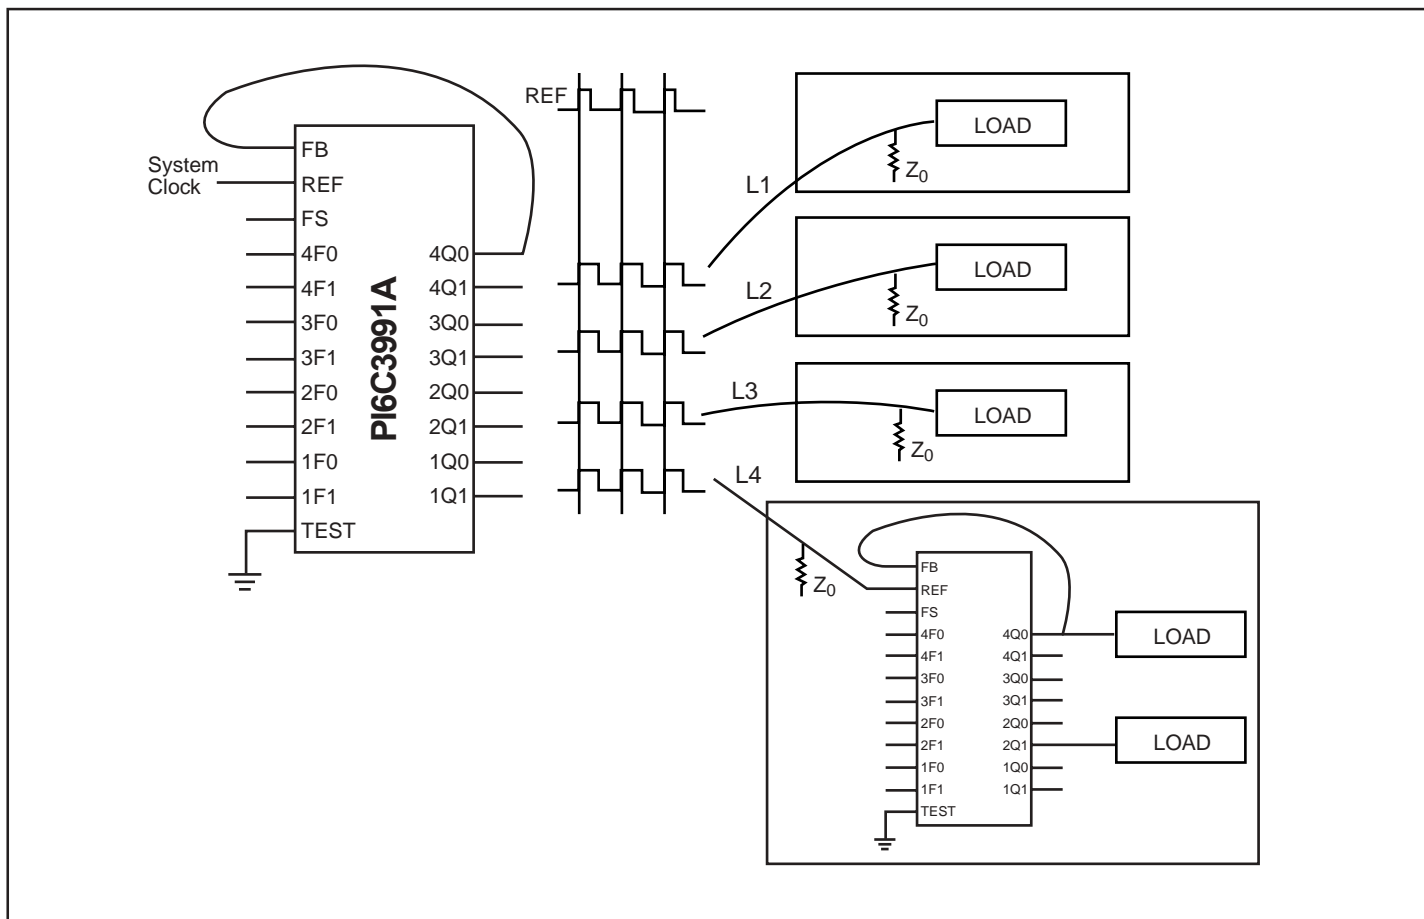 REF
FB
System
Clock
REF
FS
4F0
4F1
3F0
3F1
2F0
2F1
1F0
1F1
TEST
PI6C3991A
4Q0
4Q1
3Q0
3Q1
2Q0
2Q1
1Q0
1Q1
L1
LOAD
Z0
L2
LOAD
Z0
L3
LOAD
Z0
L4
Z0
FB
REF
FS
4F0
4F1
3F0
3F1
2F0
2F1
1F0
1F1
TEST
4Q0
4Q1
3Q0
3Q1
2Q0
2Q1
1Q0
1Q1
LOAD
LOAD